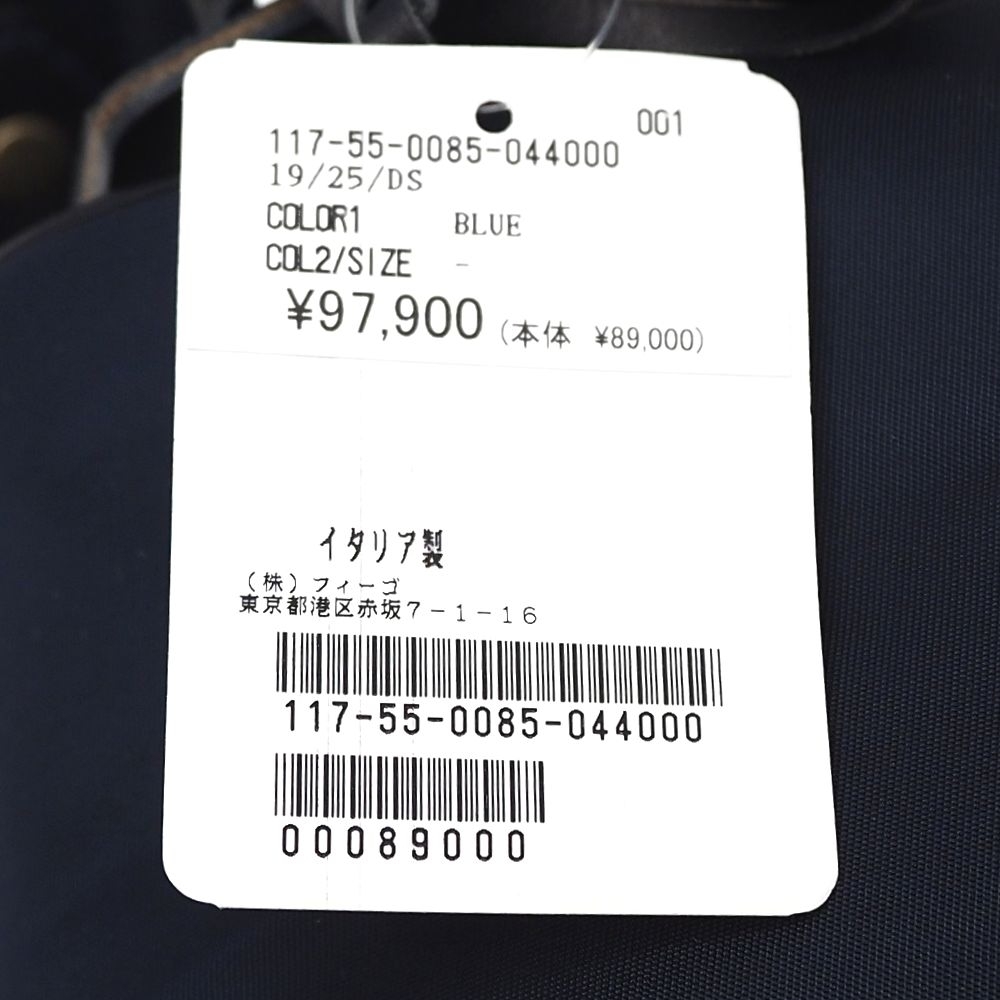 001
117-55-0085-044000
19/25/DS
COLOR1 BLUE
COL2/SIZE -
¥97,900 (本体 ¥89,000)
イタリア製
(株)フィーゴ
東京都港区赤坂7-1-16
117-55-0085-044000
00089000